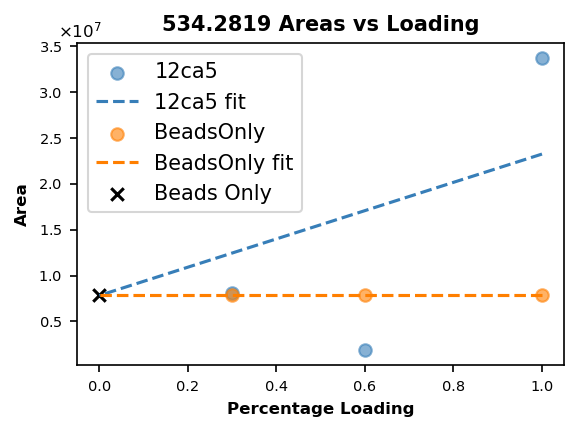 534.2819 Areas vs Loading
×10⁷
3.5
3.0
2.5
2.0
1.5
1.0
0.5
Area
12ca5
12ca5 fit
BeadsOnly
BeadsOnly fit
Beads Only
0.0 0.2 0.4 0.6 0.8 1.0
Percentage Loading